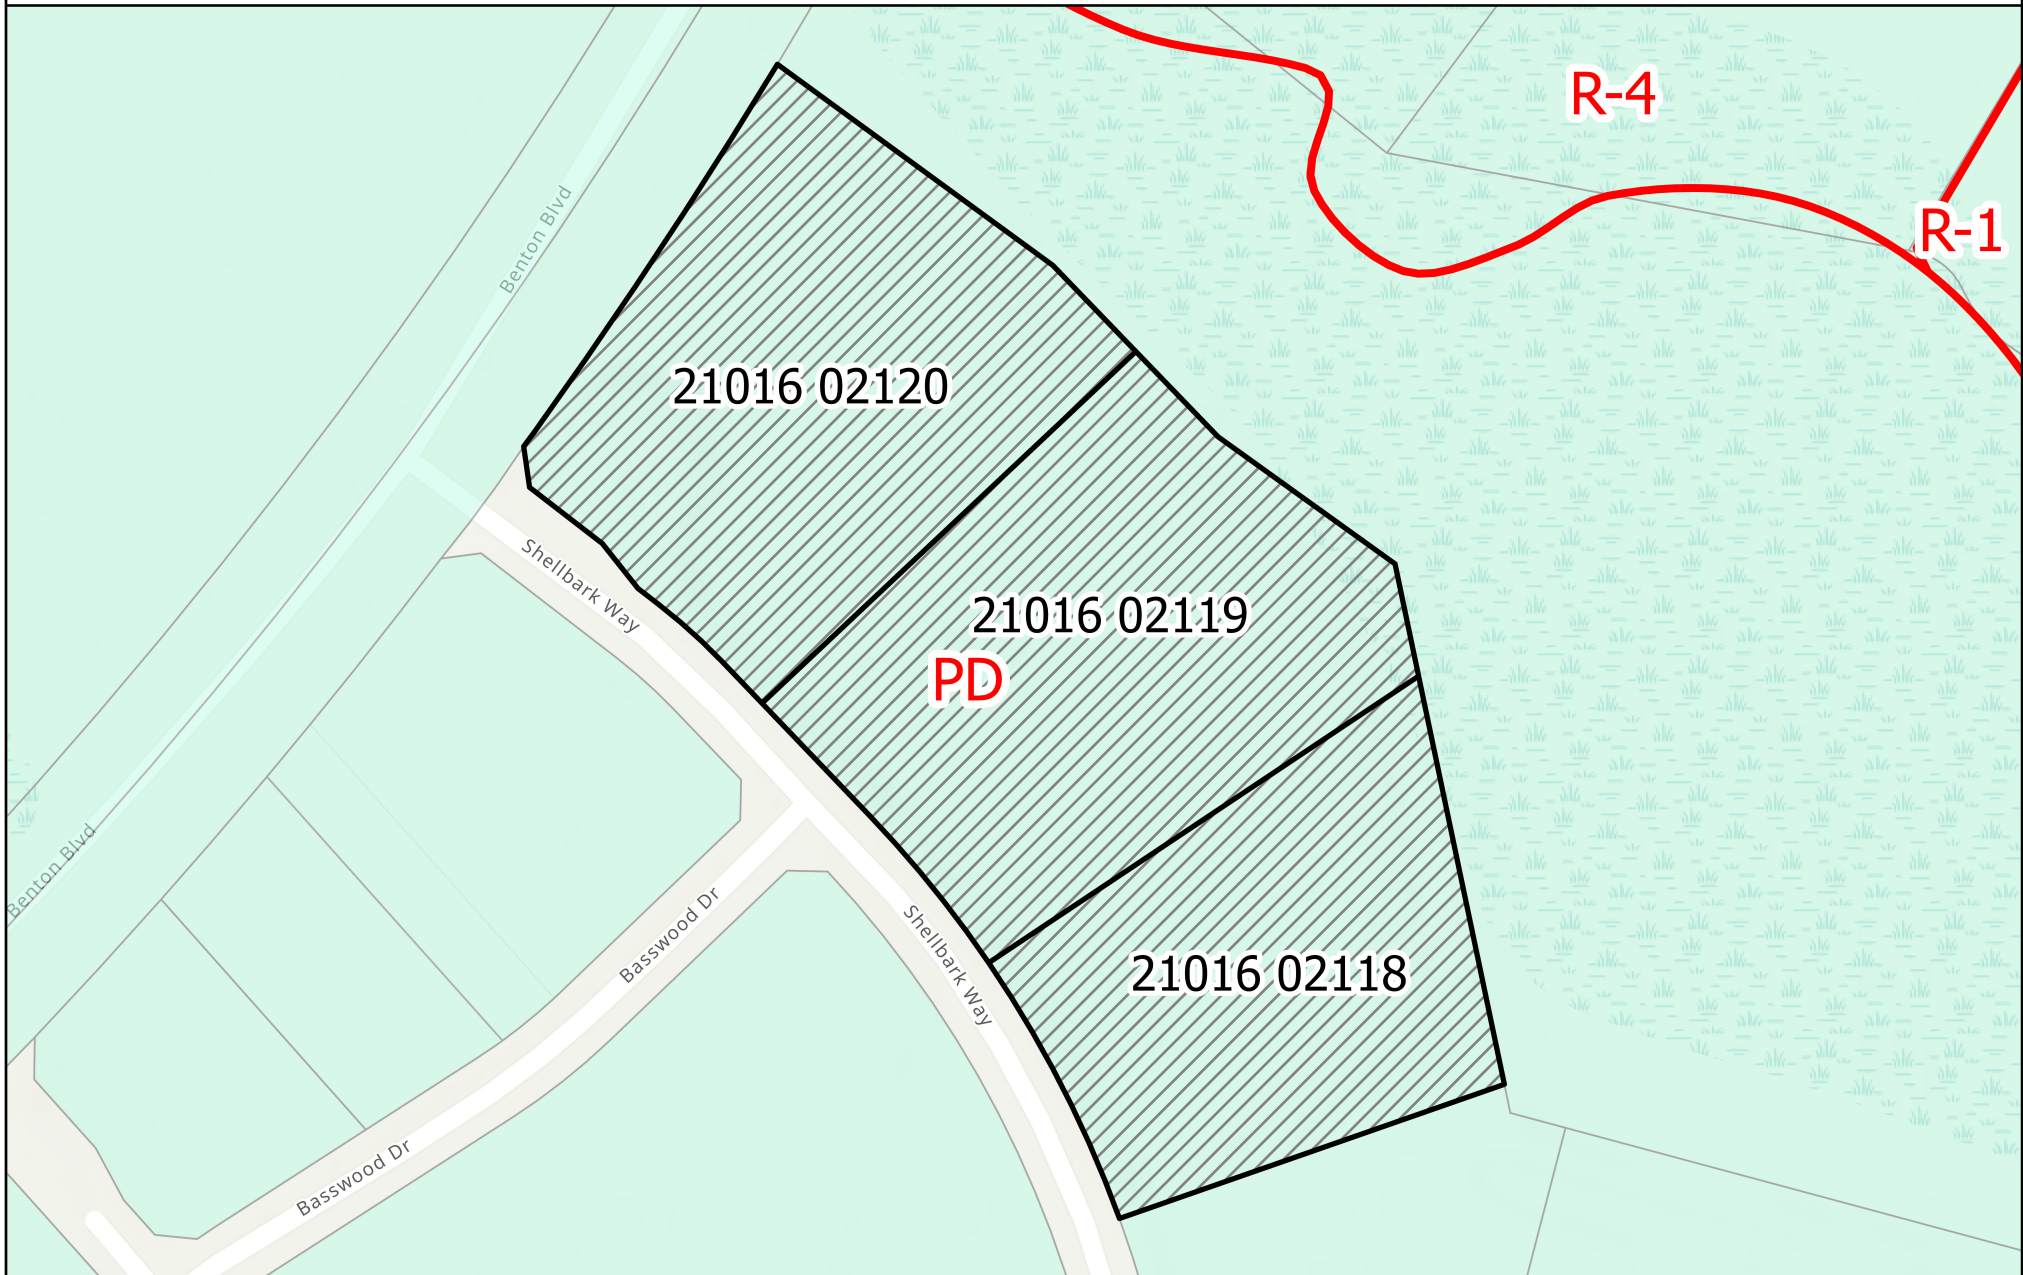 R-4
R-1
Benton Blvd
21016 02120
Shellbark Way
21016 02119
PD
Benton Blvd
Basswood Dr
Shellbark Way
21016 02118
Basswood Dr